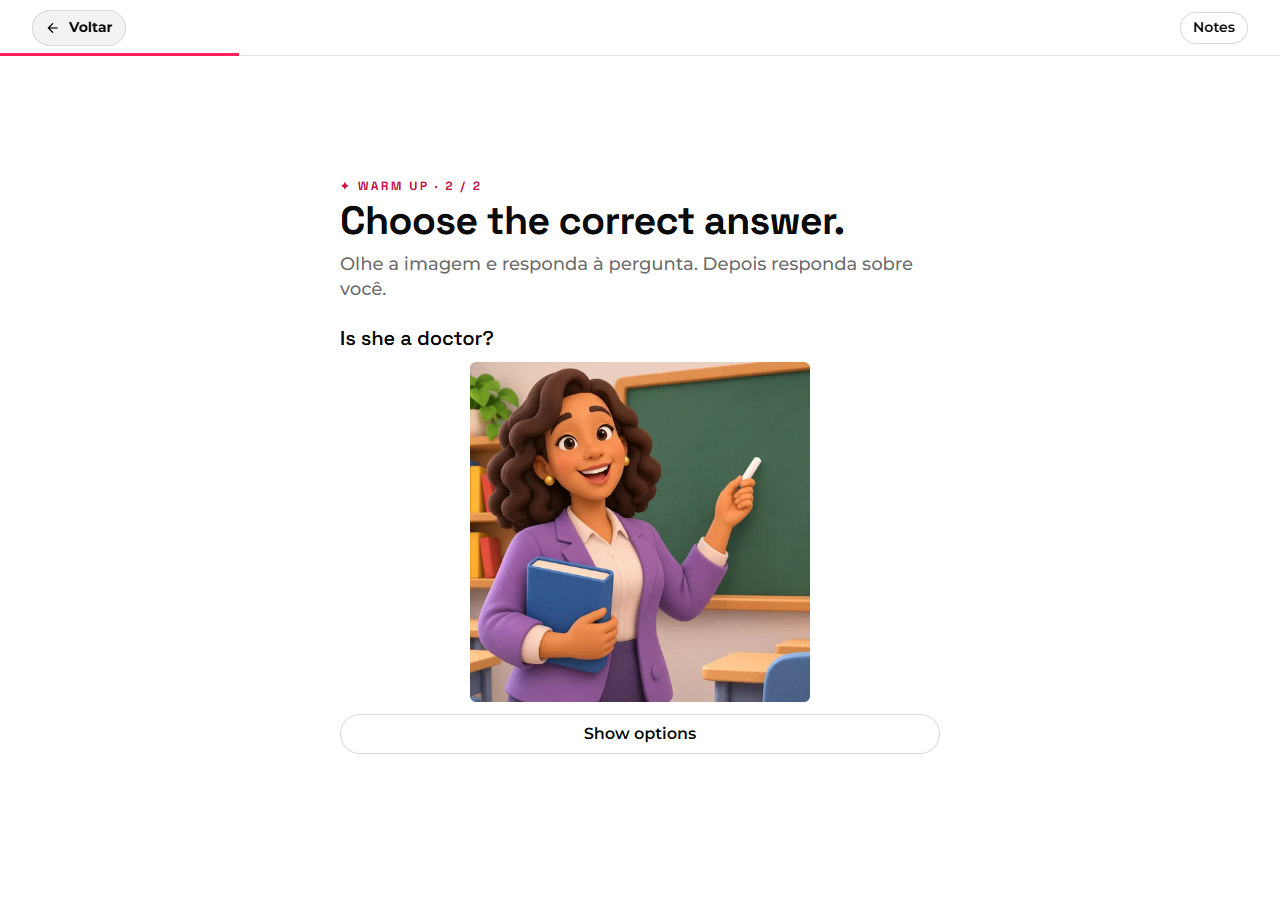 Voltar
Notes
✦ WARM UP · 2 / 2
Choose the correct answer.
Olhe a imagem e responda à pergunta. Depois responda sobre
você.
Is she a doctor?
Show options